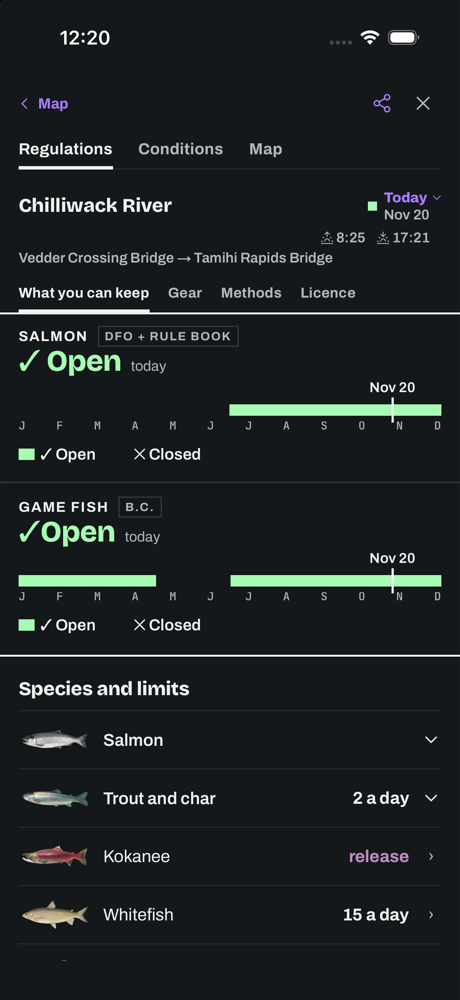 12:20
Map
Regulations Conditions Map
Chilliwack River
Today
Nov 20
8:25 17:21
Vedder Crossing Bridge → Tamihi Rapids Bridge
What you can keep Gear Methods Licence
SALMON DFO + RULE BOOK
✓ Open today
Nov 20
J F M A M J J A S O N D
✓ Open ✕ Closed
GAME FISH B.C.
✓ Open today
Nov 20
J F M A M J J A S O N D
✓ Open ✕ Closed
Species and limits
Salmon
Trout and char 2 a day
Kokanee release
Whitefish 15 a day